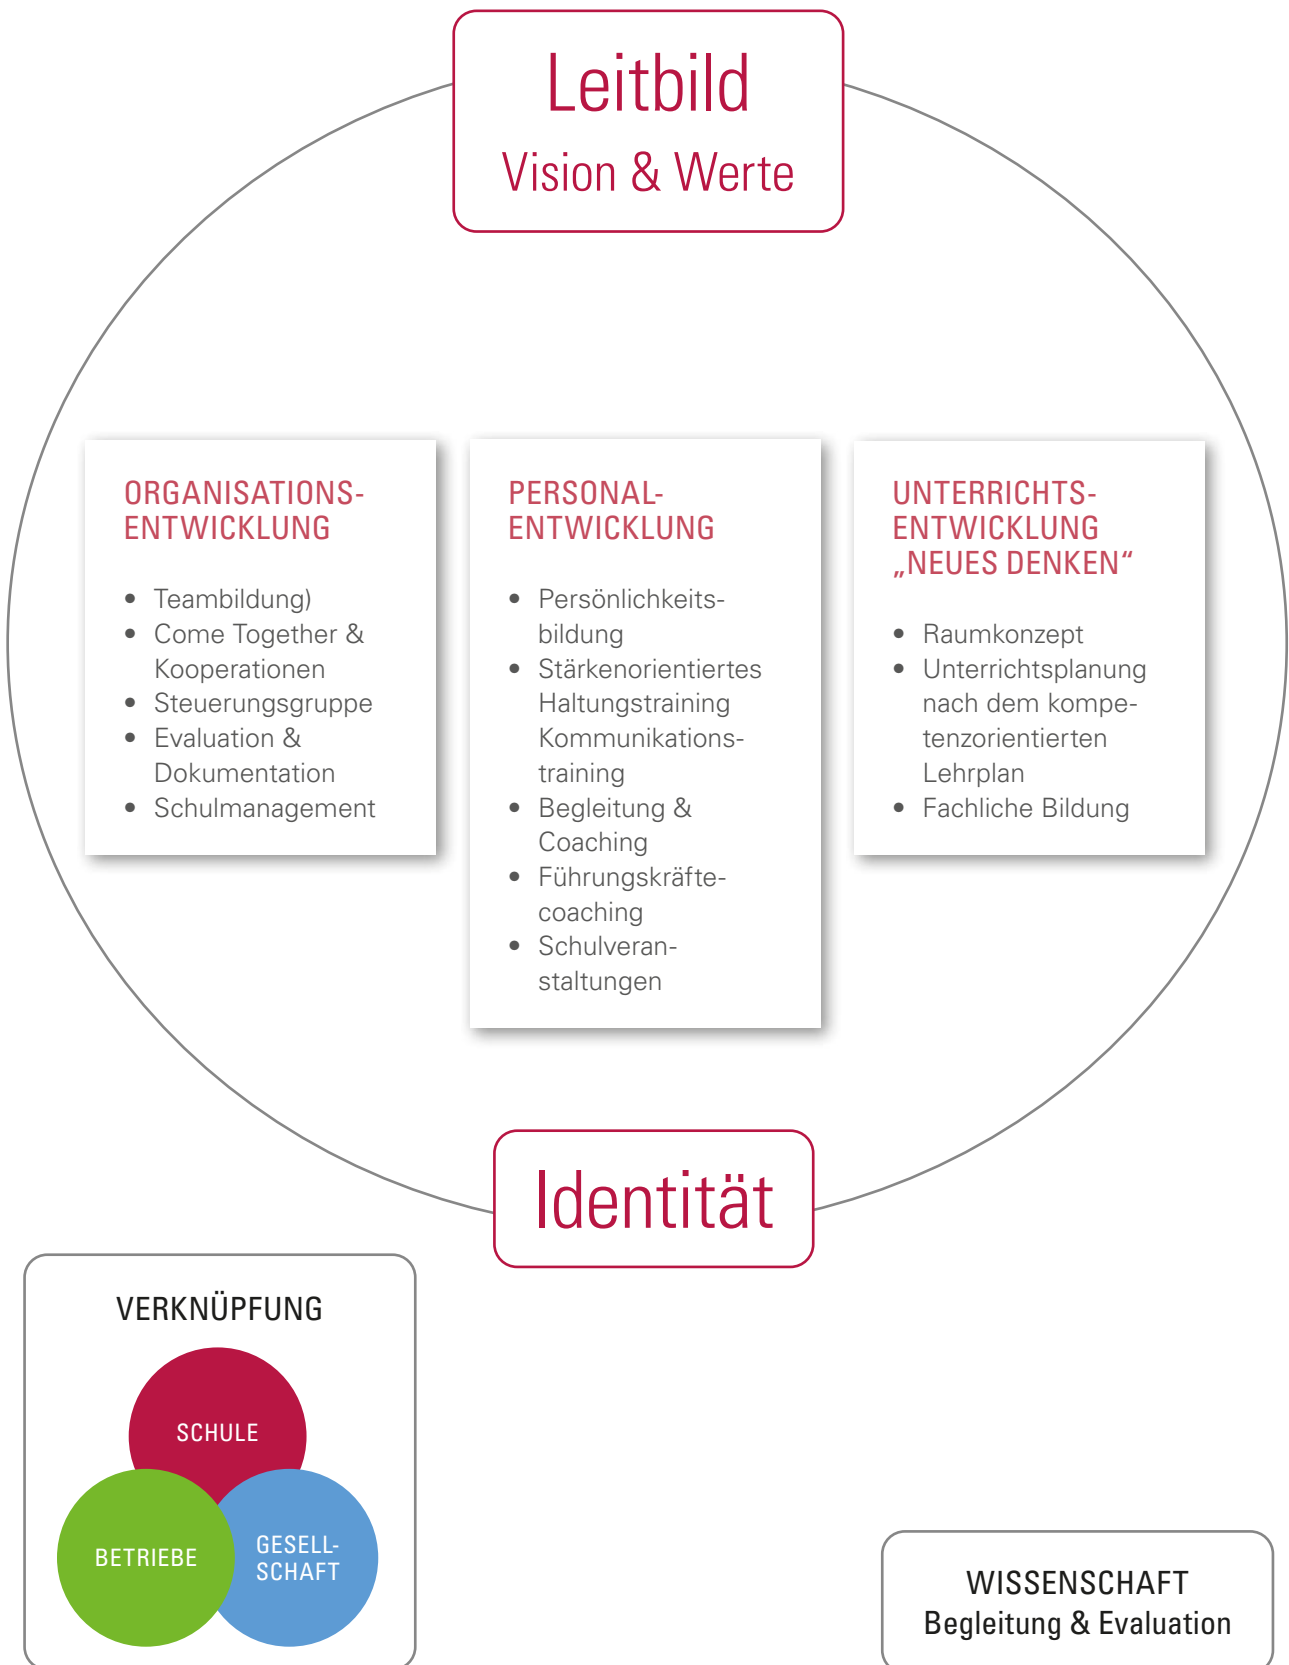 Leitbild
Vision & Werte
ORGANISATIONS-
ENTWICKLUNG
• Teambildung)
• Come Together &
Kooperationen
• Steuerungsgruppe
• Evaluation &
Dokumentation
• Schulmanagement
PERSONAL-
ENTWICKLUNG
• Persönlichkeits-
bildung
• Stärkenorientiertes
Haltungstraining
Kommunikations-
training
• Begleitung &
Coaching
• Führungskräfte-
coaching
• Schulveran-
staltungen
UNTERRICHTS-
ENTWICKLUNG
„NEUES DENKEN“
• Raumkonzept
• Unterrichtsplanung
nach dem kompe-
tenzorientierten
Lehrplan
• Fachliche Bildung
Identität
VERKNÜPFUNG
SCHULE
BETRIEBE
GESELL-
SCHAFT
WISSENSCHAFT
Begleitung & Evaluation